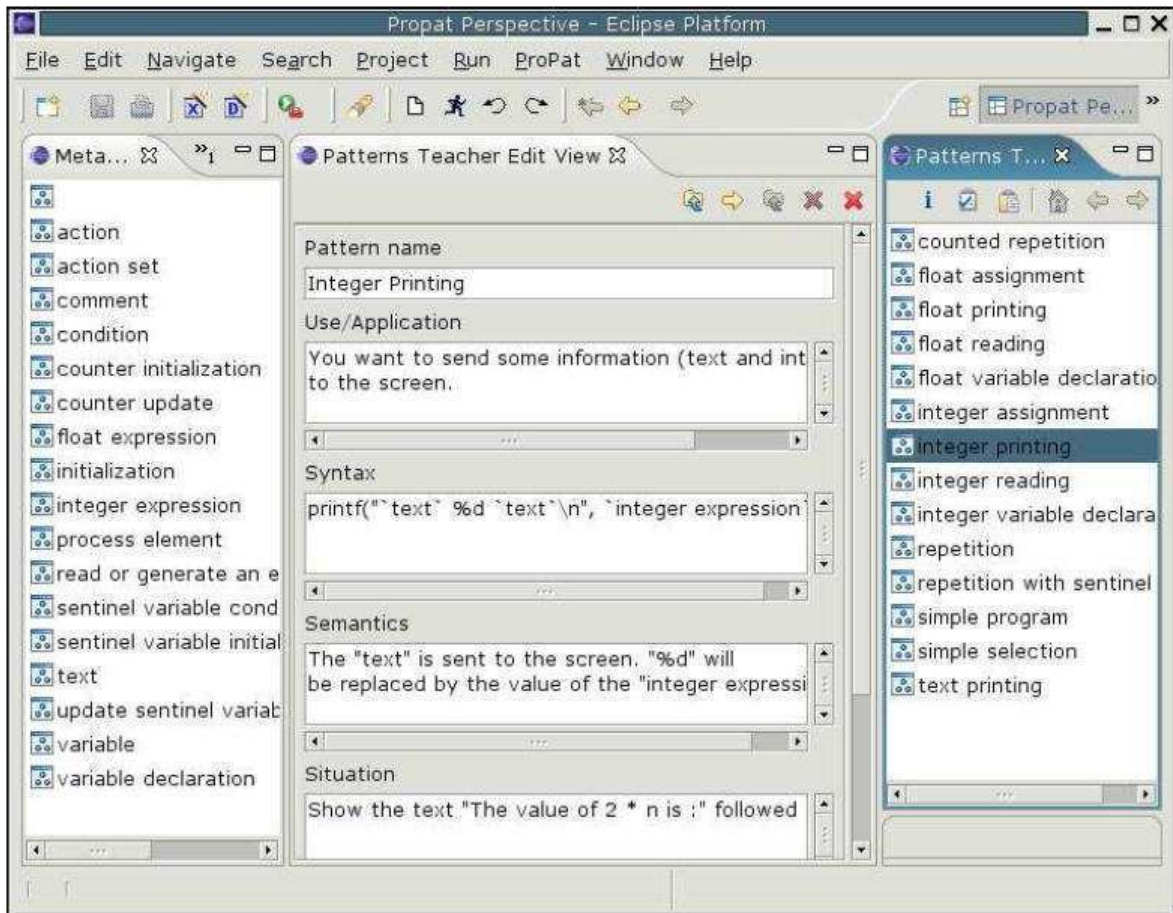 Propat Perspective - Eclipse Platform
File Edit Navigate Search Project Run ProPat Window Help
Propat Pe... »
Meta... »1
action
action set
comment
condition
counter initialization
counter update
float expression
initialization
integer expression
process element
read or generate an e
sentinel variable cond
sentinel variable initial
text
update sentinel variab
variable
variable declaration
Patterns Teacher Edit View
Pattern name
Integer Printing
Use/Application
You want to send some information (text and int
to the screen.
Syntax
printf("`text` %d `text`\n", `integer expression`
Semantics
The "text" is sent to the screen. "%d" will
be replaced by the value of the "integer expressi
Situation
Show the text "The value of 2 * n is :" followed
Patterns T...
counted repetition
float assignment
float printing
float reading
float variable declaratio
integer assignment
integer printing
integer reading
integer variable declara
repetition
repetition with sentinel
simple program
simple selection
text printing